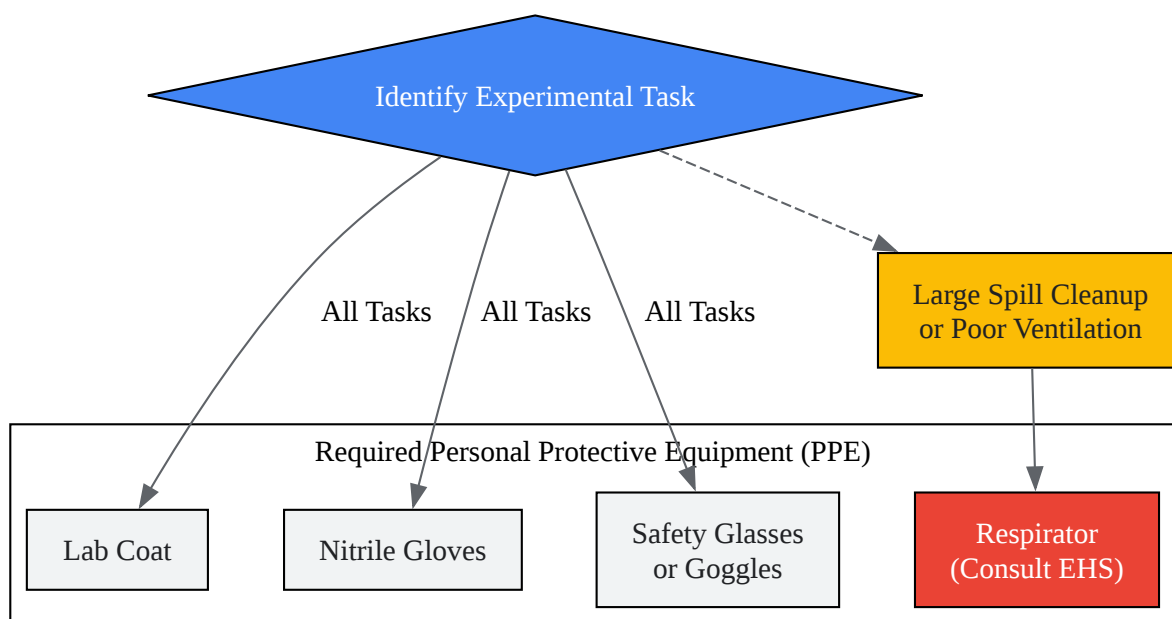 Identify Experimental Task
All Tasks
All Tasks
All Tasks
Large Spill Cleanup
or Poor Ventilation
Required Personal Protective Equipment (PPE)
Lab Coat
Nitrile Gloves
Safety Glasses
or Goggles
Respirator
(Consult EHS)